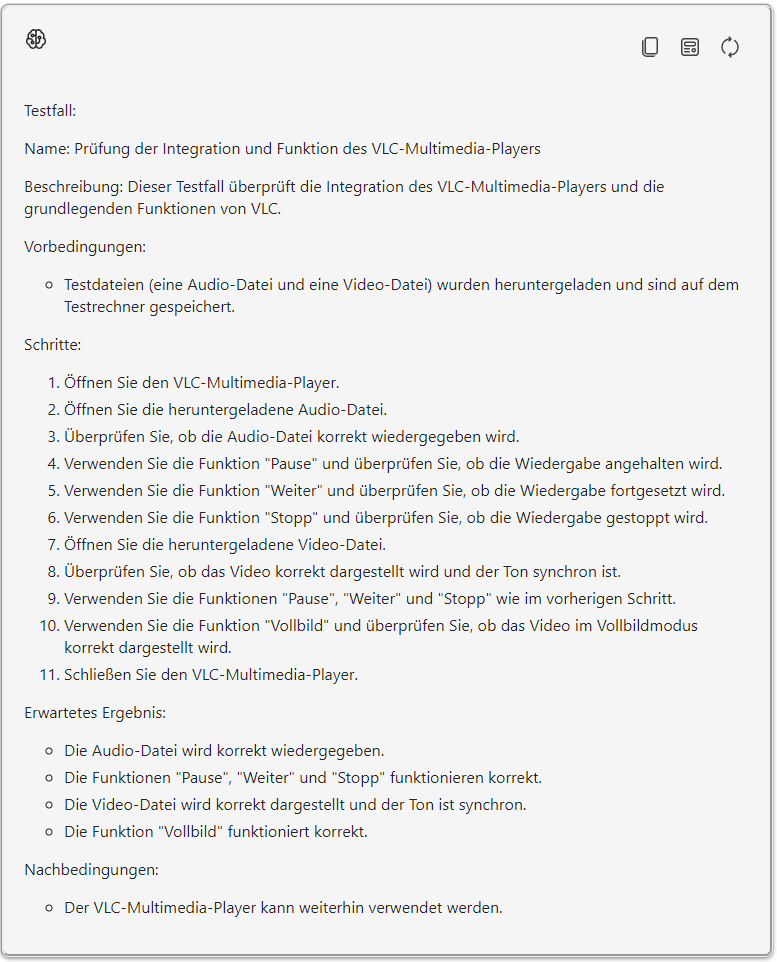 Testfall:
Name: Prüfung der Integration und Funktion des VLC-Multimedia-Players
Beschreibung: Dieser Testfall überprüft die Integration des VLC-Multimedia-Players und die
grundlegenden Funktionen von VLC.
Vorbedingungen:
Testdateien (eine Audio-Datei und eine Video-Datei) wurden heruntergeladen und sind auf dem
Testrechner gespeichert.
Schritte:
1. Öffnen Sie den VLC-Multimedia-Player.
2. Öffnen Sie die heruntergeladene Audio-Datei.
3. Überprüfen Sie, ob die Audio-Datei korrekt wiedergegeben wird.
4. Verwenden Sie die Funktion "Pause" und überprüfen Sie, ob die Wiedergabe angehalten wird.
5. Verwenden Sie die Funktion "Weiter" und überprüfen Sie, ob die Wiedergabe fortgesetzt wird.
6. Verwenden Sie die Funktion "Stopp" und überprüfen Sie, ob die Wiedergabe gestoppt wird.
7. Öffnen Sie die heruntergeladene Video-Datei.
8. Überprüfen Sie, ob das Video korrekt dargestellt wird und der Ton synchron ist.
9. Verwenden Sie die Funktionen "Pause", "Weiter" und "Stopp" wie im vorherigen Schritt.
10. Verwenden Sie die Funktion "Vollbild" und überprüfen Sie, ob das Video im Vollbildmodus
korrekt dargestellt wird.
11. Schließen Sie den VLC-Multimedia-Player.
Erwartetes Ergebnis:
Die Audio-Datei wird korrekt wiedergegeben.
Die Funktionen "Pause", "Weiter" und "Stopp" funktionieren korrekt.
Die Video-Datei wird korrekt dargestellt und der Ton ist synchron.
Die Funktion "Vollbild" funktioniert korrekt.
Nachbedingungen:
Der VLC-Multimedia-Player kann weiterhin verwendet werden.